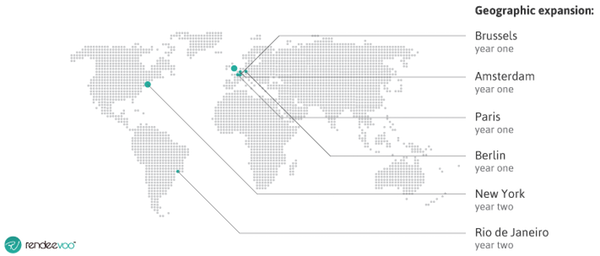 Geographic expansion:
Brussels
year one
Amsterdam
year one
Paris
year one
Berlin
year one
New York
year two
Rio de Janeiro
year two
rendeevoo™